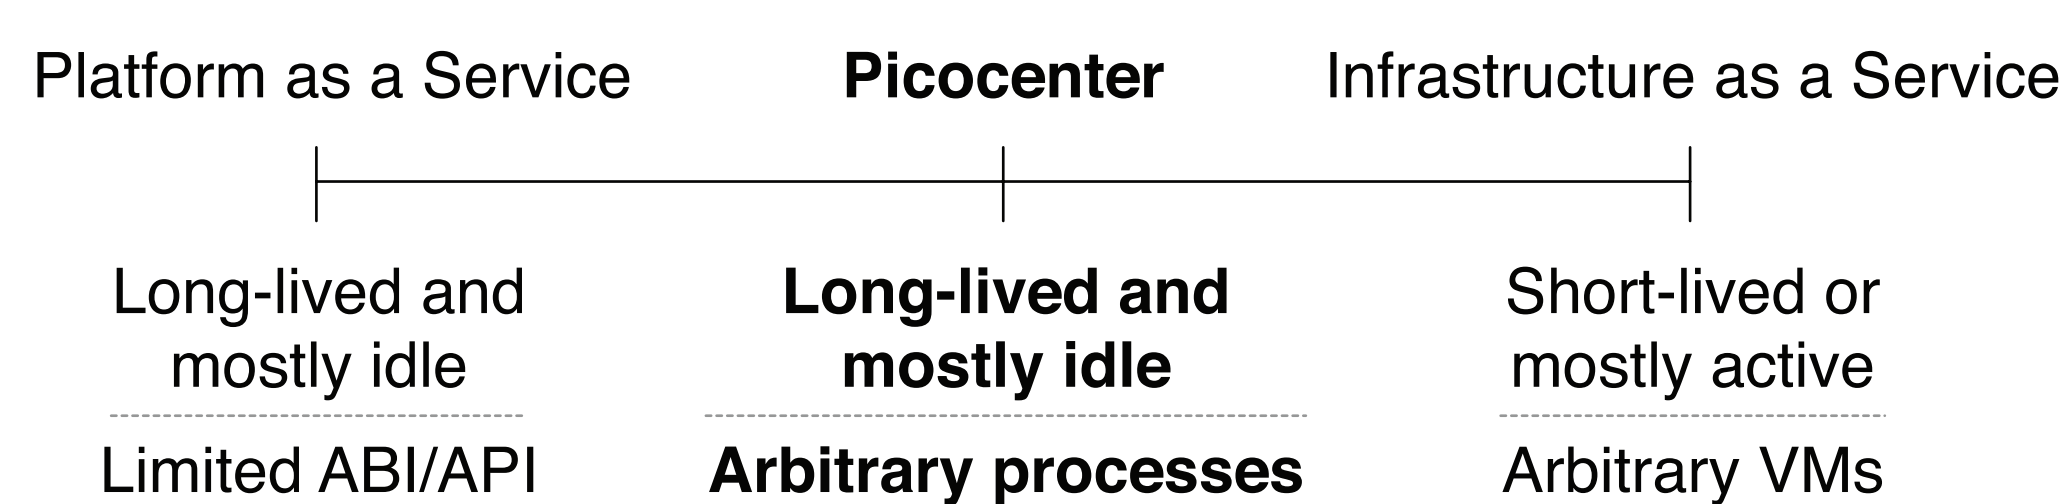 Platform as a Service
Picocenter
Infrastructure as a Service
Long-lived and
mostly idle
Limited ABI/API
Long-lived and
mostly idle
Arbitrary processes
Short-lived or
mostly active
Arbitrary VMs